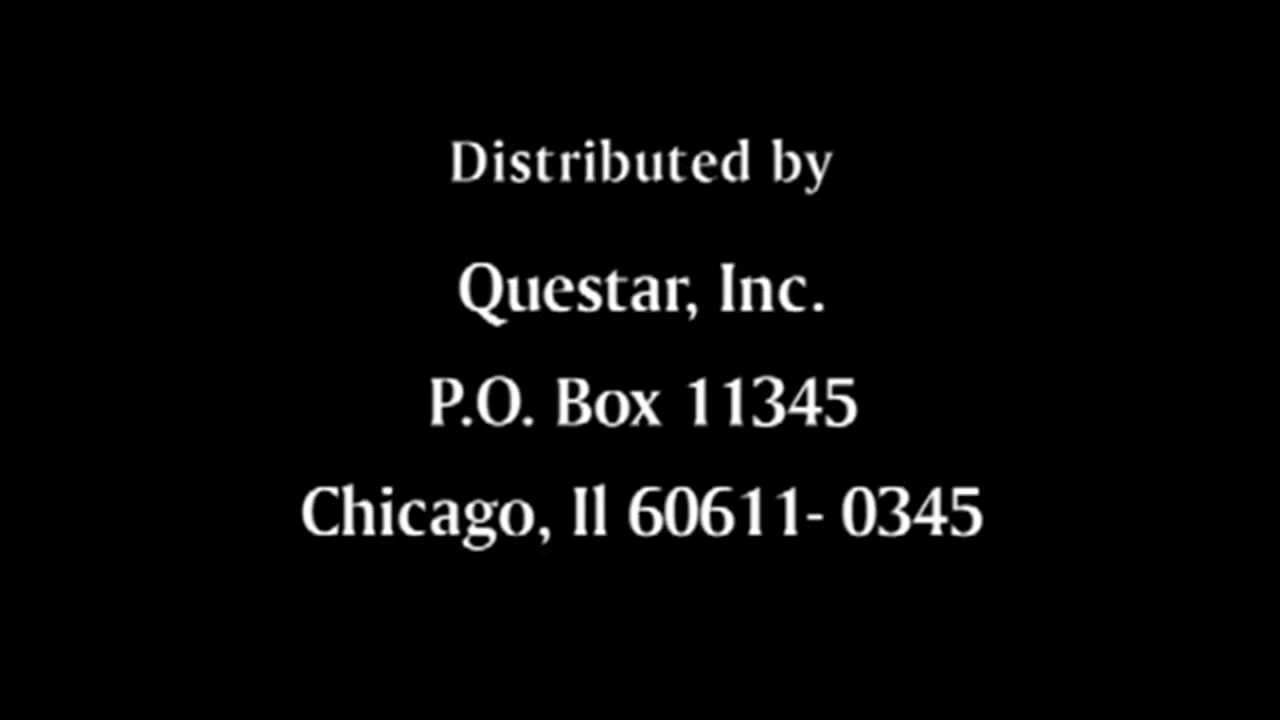 Distributed by
Questar, Inc.
P.O. Box 11345
Chicago, Il 60611- 0345